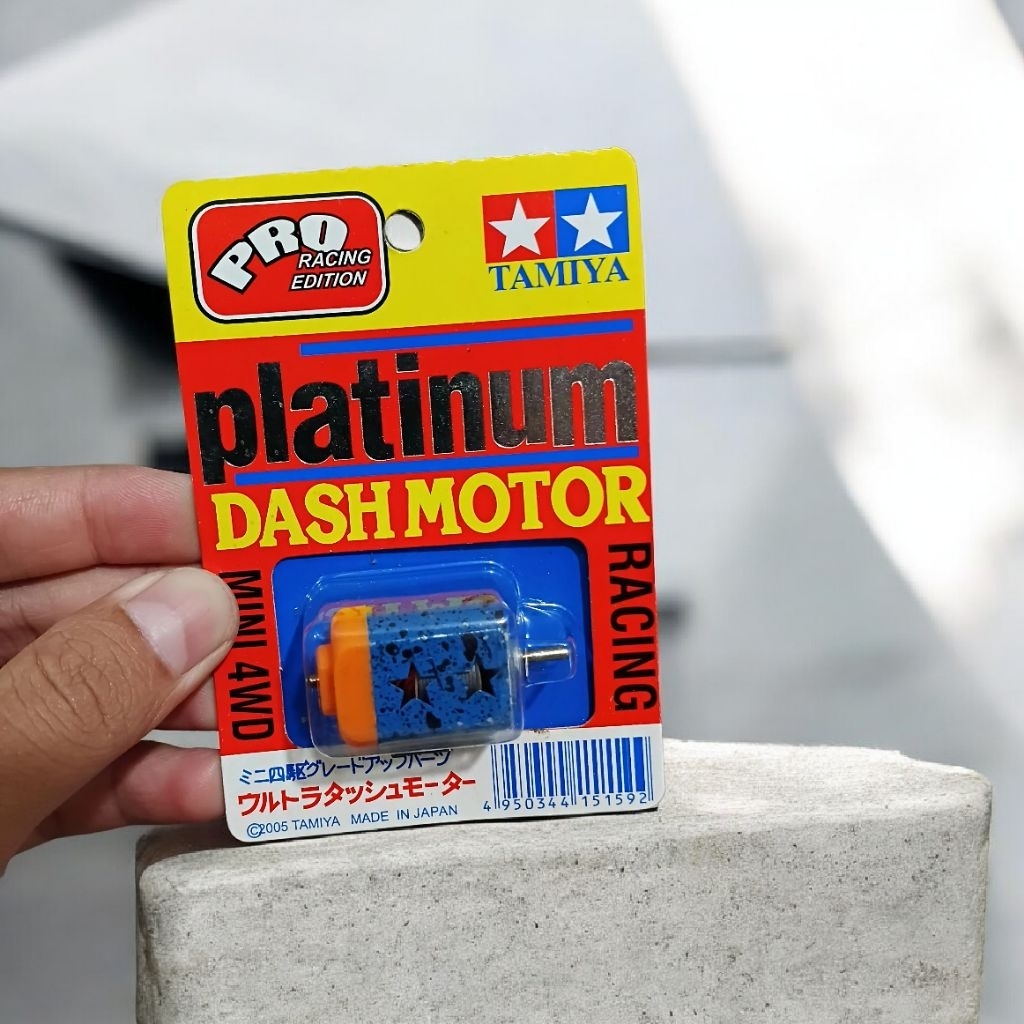 PRO
RACING
EDITION
TAMIYA
platinum
DASH MOTOR
MINI 4WD
RACING
ミニ四駆グレードアップパーツ
ウルトラダッシュモーター
©2005 TAMIYA MADE IN JAPAN
4 950344 151592